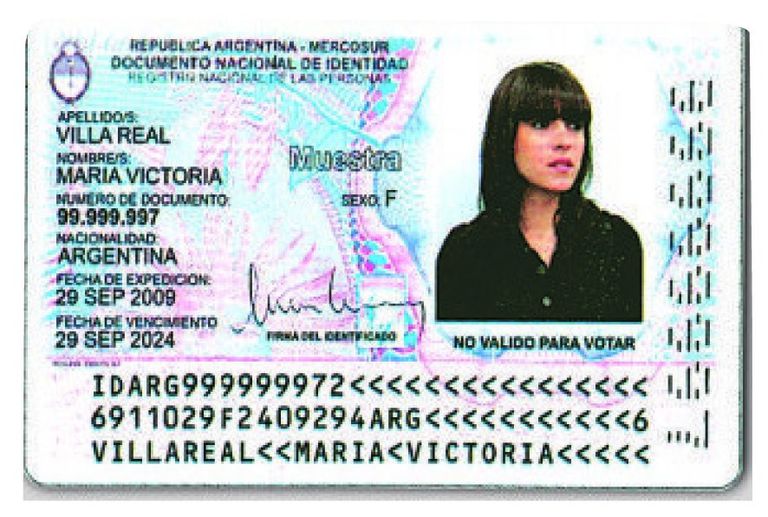 REPUBLICA ARGENTINA - MERCOSUR
DOCUMENTO NACIONAL DE IDENTIDAD
REGISTRO NACIONAL DE LAS PERSONAS
APELLIDO/S:
VILLA REAL
NOMBRE/S:
MARIA VICTORIA
Muestra
NUMERO DE DOCUMENTO:
SEXO: F
99.999.997
NACIONALIDAD:
ARGENTINA
FECHA DE EXPEDICION:
29 SEP 2009
FECHA DE VENCIMIENTO
29 SEP 2024
FIRMA DEL IDENTIFICADO
NO VALIDO PARA VOTAR
IDARG999999972<<<<<<<<<<<<<<<<
6911029F2409294ARG<<<<<<<<<<<6
VILLAREAL<<MARIA<VICTORIA<<<<<